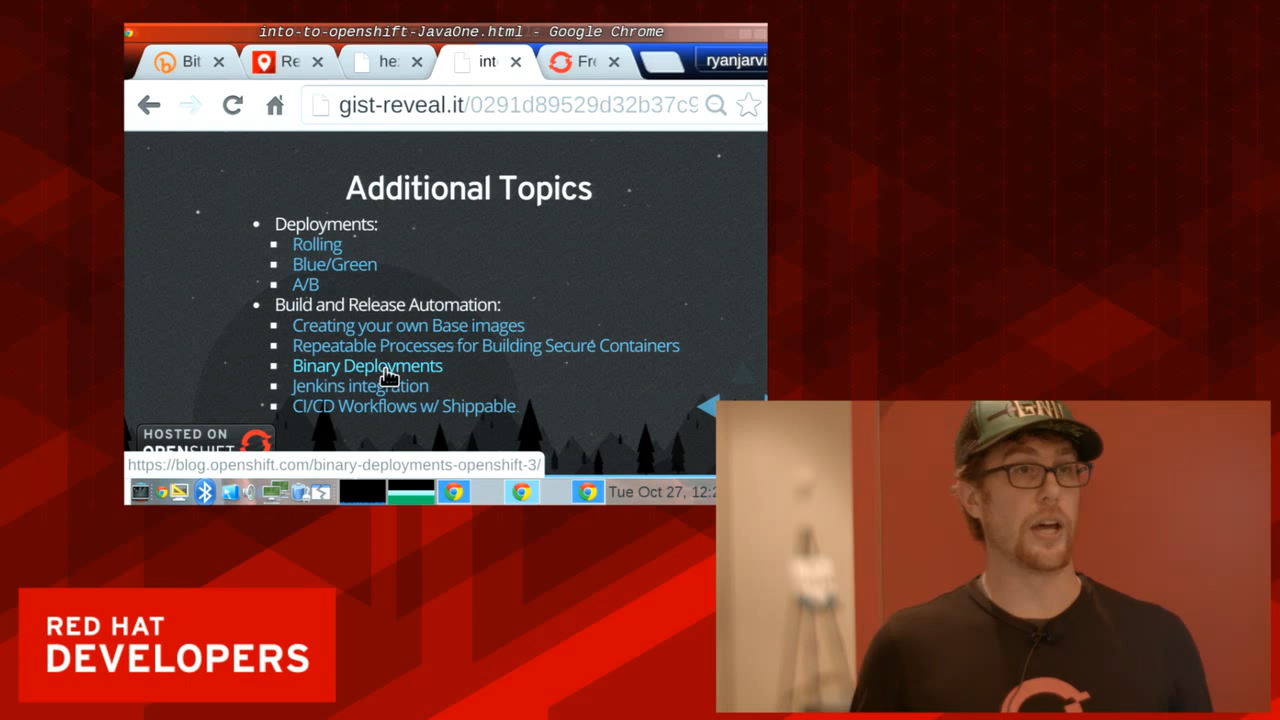 into-to-openshift-JavaOne.html - Google Chrome
Bit
Re
he:
int
Fr
ryanjarvi
gist-reveal.it/0291d89529d32b37c9
Additional Topics
Deployments:
Rolling
Blue/Green
A/B
Build and Release Automation:
Creating your own Base images
Repeatable Processes for Building Secure Containers
Binary Deployments
Jenkins integration
CI/CD Workflows w/ Shippable
HOSTED ON
OPENSHIFT
https://blog.openshift.com/binary-deployments-openshift-3/
Tue Oct 27, 12:2
GNU
RED HAT
DEVELOPERS